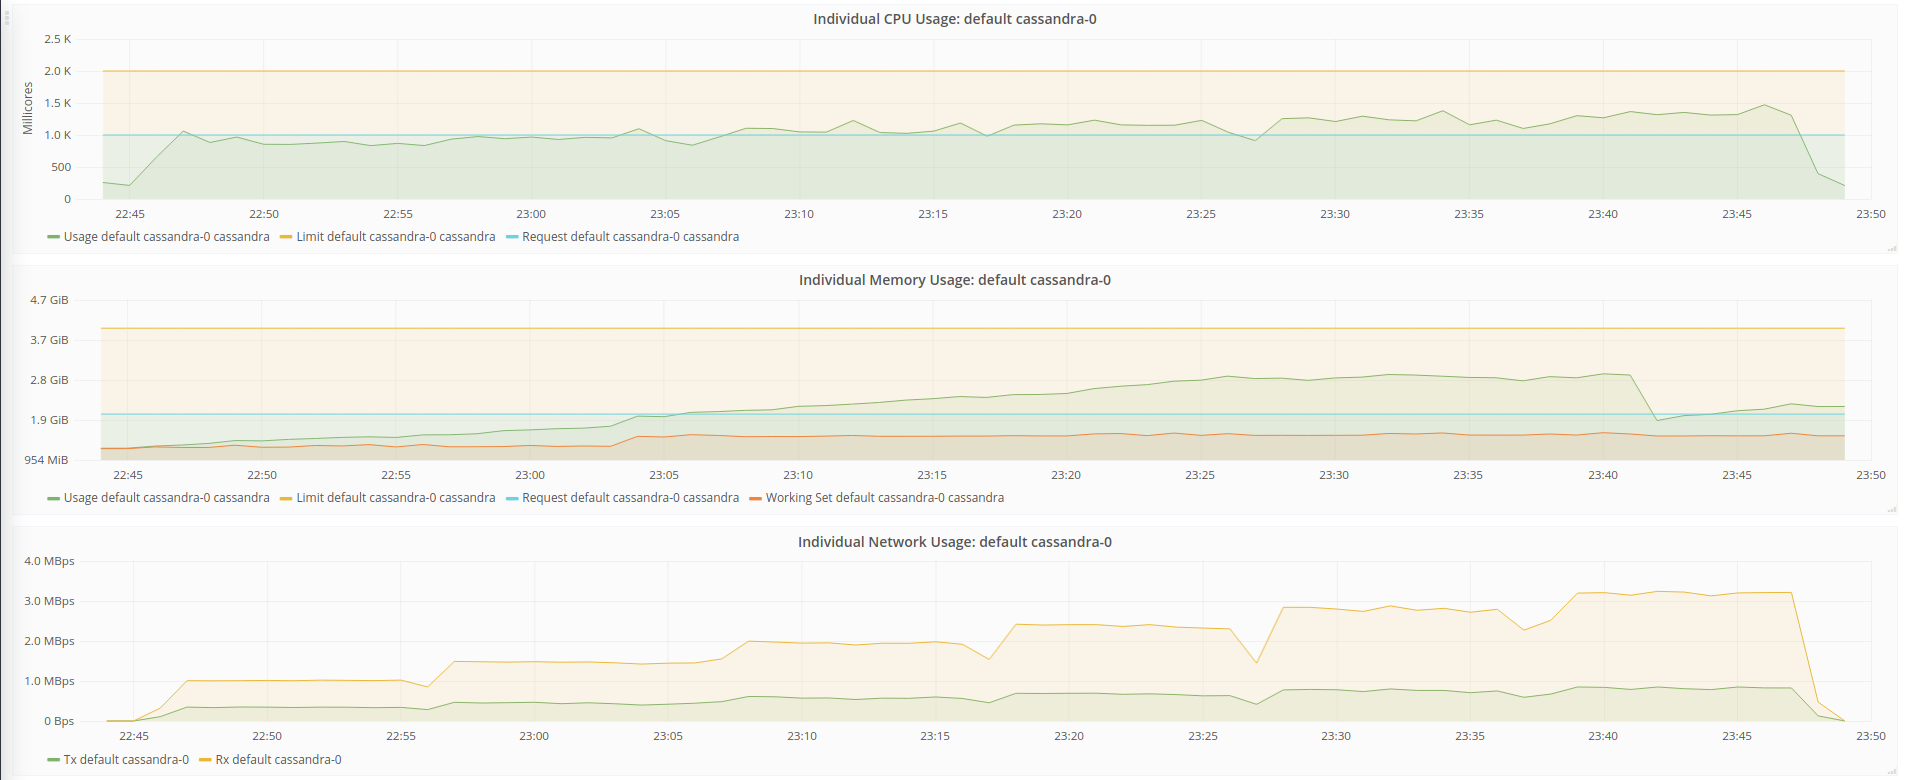 Individual CPU Usage: default cassandra-0
Millicores
2.5 K
2.0 K
1.5 K
1.0 K
500
0
22:45 22:50 22:55 23:00 23:05 23:10 23:15 23:20 23:25 23:30 23:35 23:40 23:45 23:50
Usage default cassandra-0 cassandra Limit default cassandra-0 cassandra Request default cassandra-0 cassandra
Individual Memory Usage: default cassandra-0
4.7 GiB
3.7 GiB
2.8 GiB
1.9 GiB
954 MiB
22:45 22:50 22:55 23:00 23:05 23:10 23:15 23:20 23:25 23:30 23:35 23:40 23:45 23:50
Usage default cassandra-0 cassandra Limit default cassandra-0 cassandra Request default cassandra-0 cassandra Working Set default cassandra-0 cassandra
Individual Network Usage: default cassandra-0
4.0 MBps
3.0 MBps
2.0 MBps
1.0 MBps
0 Bps
22:45 22:50 22:55 23:00 23:05 23:10 23:15 23:20 23:25 23:30 23:35 23:40 23:45 23:50
Tx default cassandra-0 Rx default cassandra-0